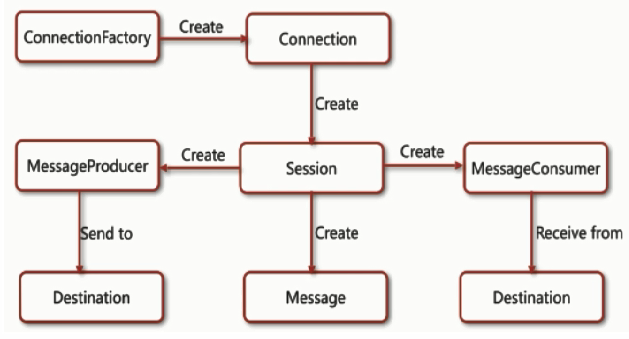 ConnectionFactory
Create
Connection
Create
MessageProducer
Create
Session
Create
MessageConsumer
Send to
Create
Receive from
Destination
Message
Destination